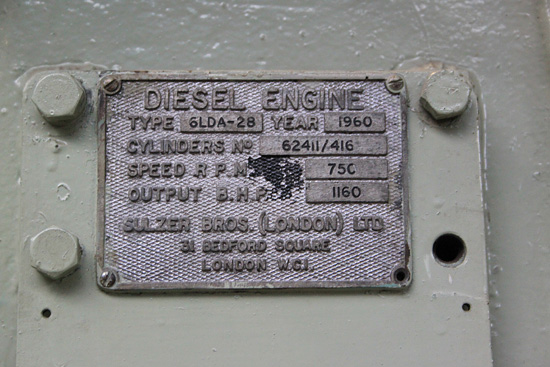 DIESEL ENGINE
TYPE 6LDA-28 YEAR 1960
CYLINDERS Nº 62411/416
SPEED R.P.M 750
OUTPUT B.H.P. 1160
SULZER BROS. (LONDON) LTD
31 BEDFORD SQUARE
LONDON W.C.1.